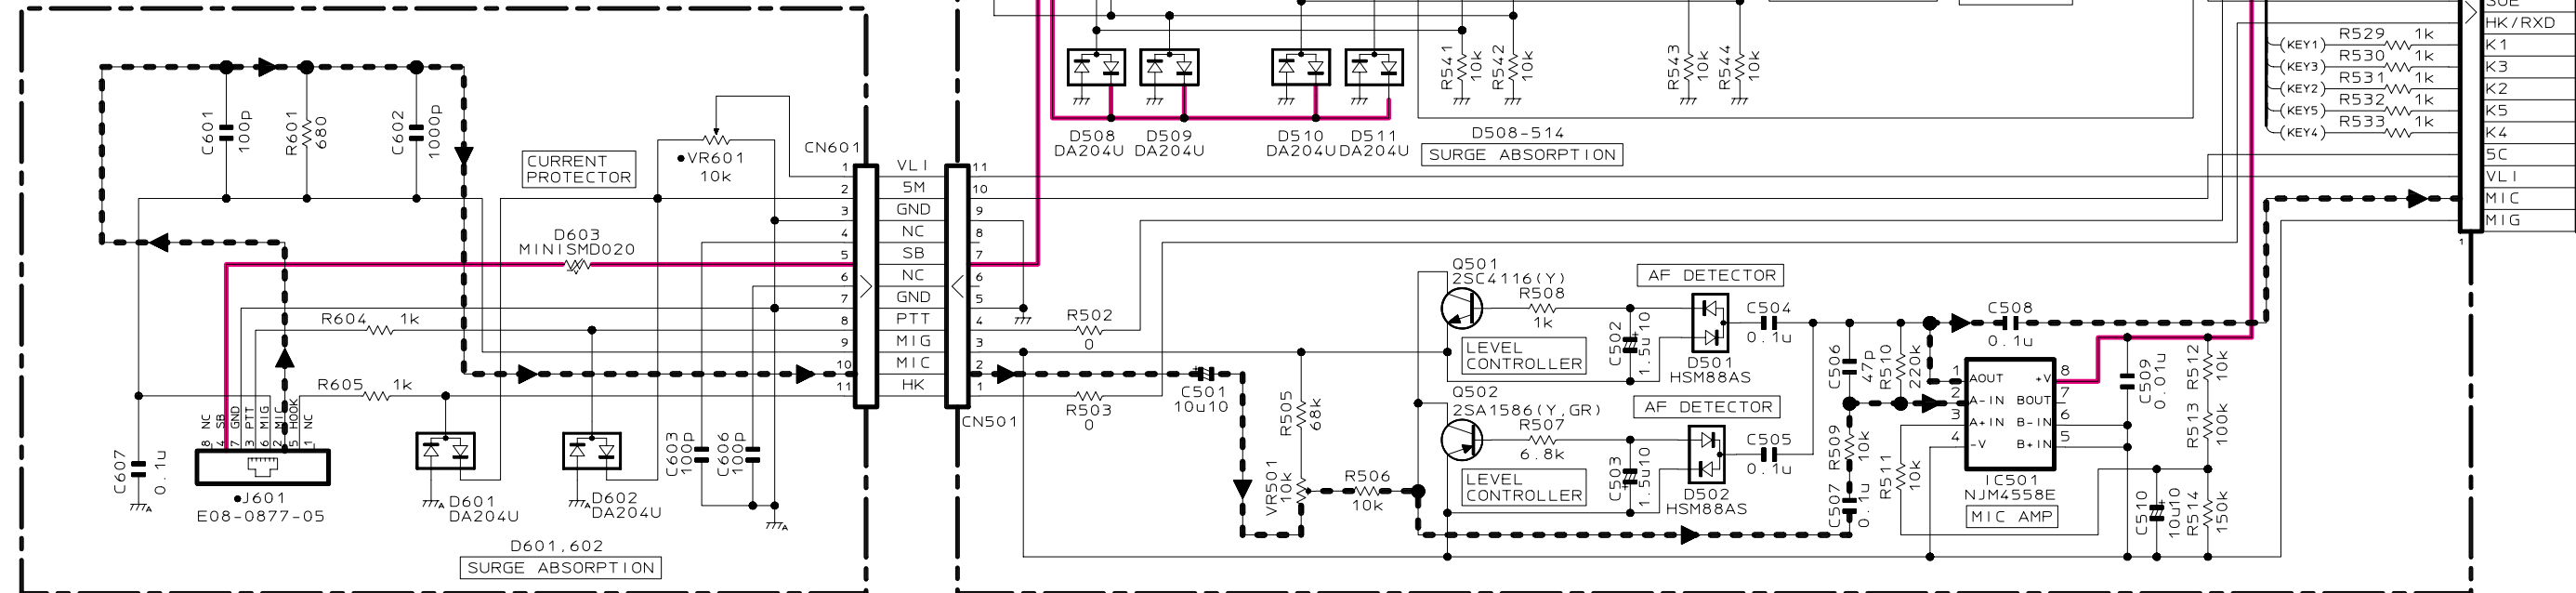 SOE
HK/RXD
K1
K3
K2
K5
K4
5C
VLI
MIC
MIG
1
(KEY1) R529 1k
(KEY3) R530 1k
(KEY2) R531 1k
(KEY5) R532 1k
(KEY4) R533 1k
C601 100p
R601 680
C602 1000p
CURRENT
PROTECTOR
VR601
10k
CN601
1 VLI 11
2 5M 10
3 GND 9
4 NC 8
5 SB 7
6 NC 6
7 GND 5
8 PTT 4
9 MIG 3
10 MIC 2
11 HK 1
CN501
D603
MINISMD020
R604 1k
R605 1k
8 NC
4 SB
7 GND
3 PTT
6 MIG
2 MIC
5 HOOK
1 NC
C607 0.1u
J601
E08-0877-05
A
D601
DA204U
A
D602
DA204U
C603 100p
C606 100p
A
D601,602
SURGE ABSORPTION
D508
DA204U
D509
DA204U
D510
DA204U
D511
DA204U
R541 10k
R542 10k
R543 10k
R544 10k
D508-514
SURGE ABSORPTION
R502
0
R503
0
C501
10u10
R505 68k
VR501 10k
R506
10k
Q501
2SC4116(Y)
R508
1k
LEVEL
CONTROLLER
C502 1.5u10
AF DETECTOR
D501
HSM88AS
C504
0.1u
Q502
2SA1586(Y,GR)
R507
6.8k
LEVEL
CONTROLLER
C503 1.5u10
AF DETECTOR
D502
HSM88AS
C505
0.1u
C506 47p
R510 220k
R509 10k
C507 0.1u
R511 10k
C508
0.1u
1 AOUT +V 8
2 A-IN BOUT 7
3 A+IN B-IN 6
4 -V B+IN 5
IC501
NJM4558E
MIC AMP
C509 0.01u
R512 10k
R513 100k
C510 10u10
R514 150k